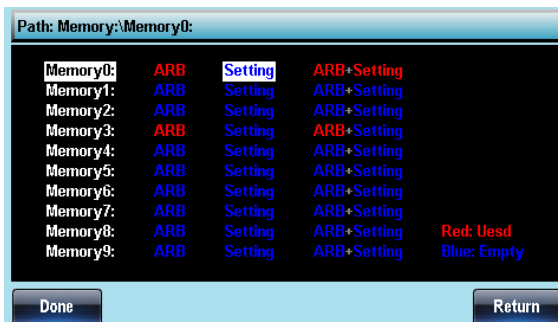 Path: Memory:\Memory0:
Memory0: ARB Setting ARB+Setting
Memory1: ARB Setting ARB+Setting
Memory2: ARB Setting ARB+Setting
Memory3: ARB Setting ARB+Setting
Memory4: ARB Setting ARB+Setting
Memory5: ARB Setting ARB+Setting
Memory6: ARB Setting ARB+Setting
Memory7: ARB Setting ARB+Setting
Memory8: ARB Setting ARB+Setting Red: Uesd
Memory9: ARB Setting ARB+Setting Blue: Empty
Done Return